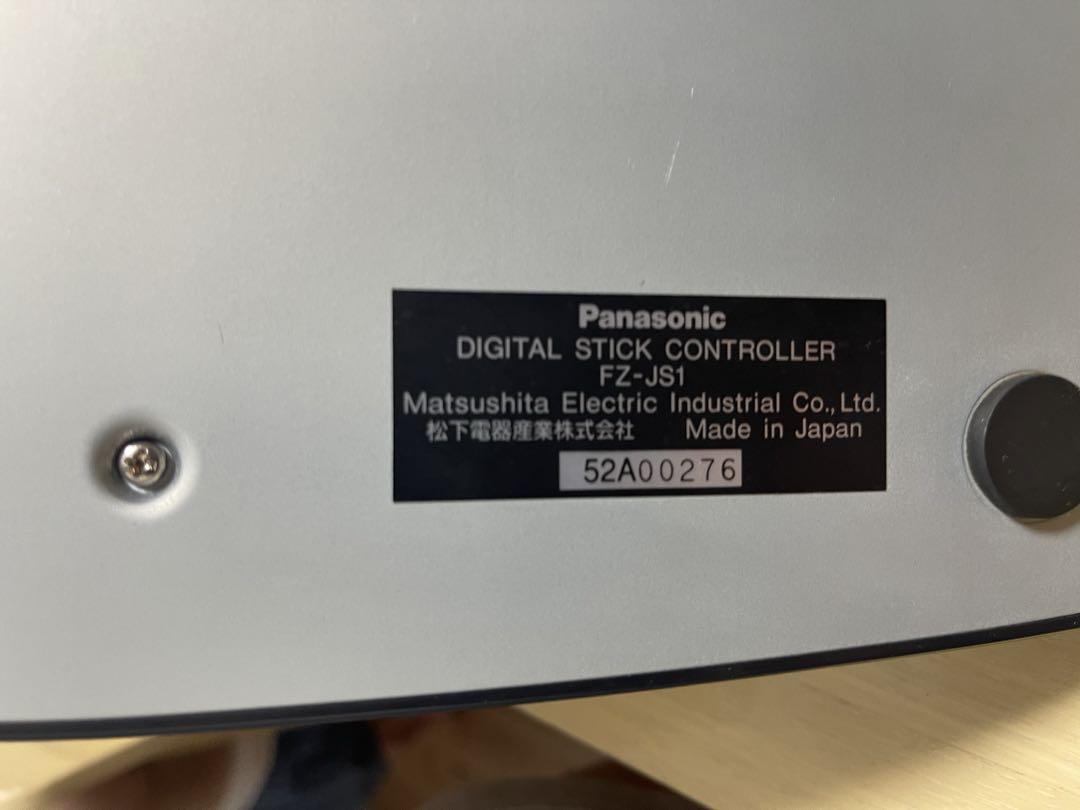 Panasonic
DIGITAL STICK CONTROLLER
FZ-JS1
Matsushita Electric Industrial Co., Ltd.
松下電器産業株式会社 Made in Japan
52A00276